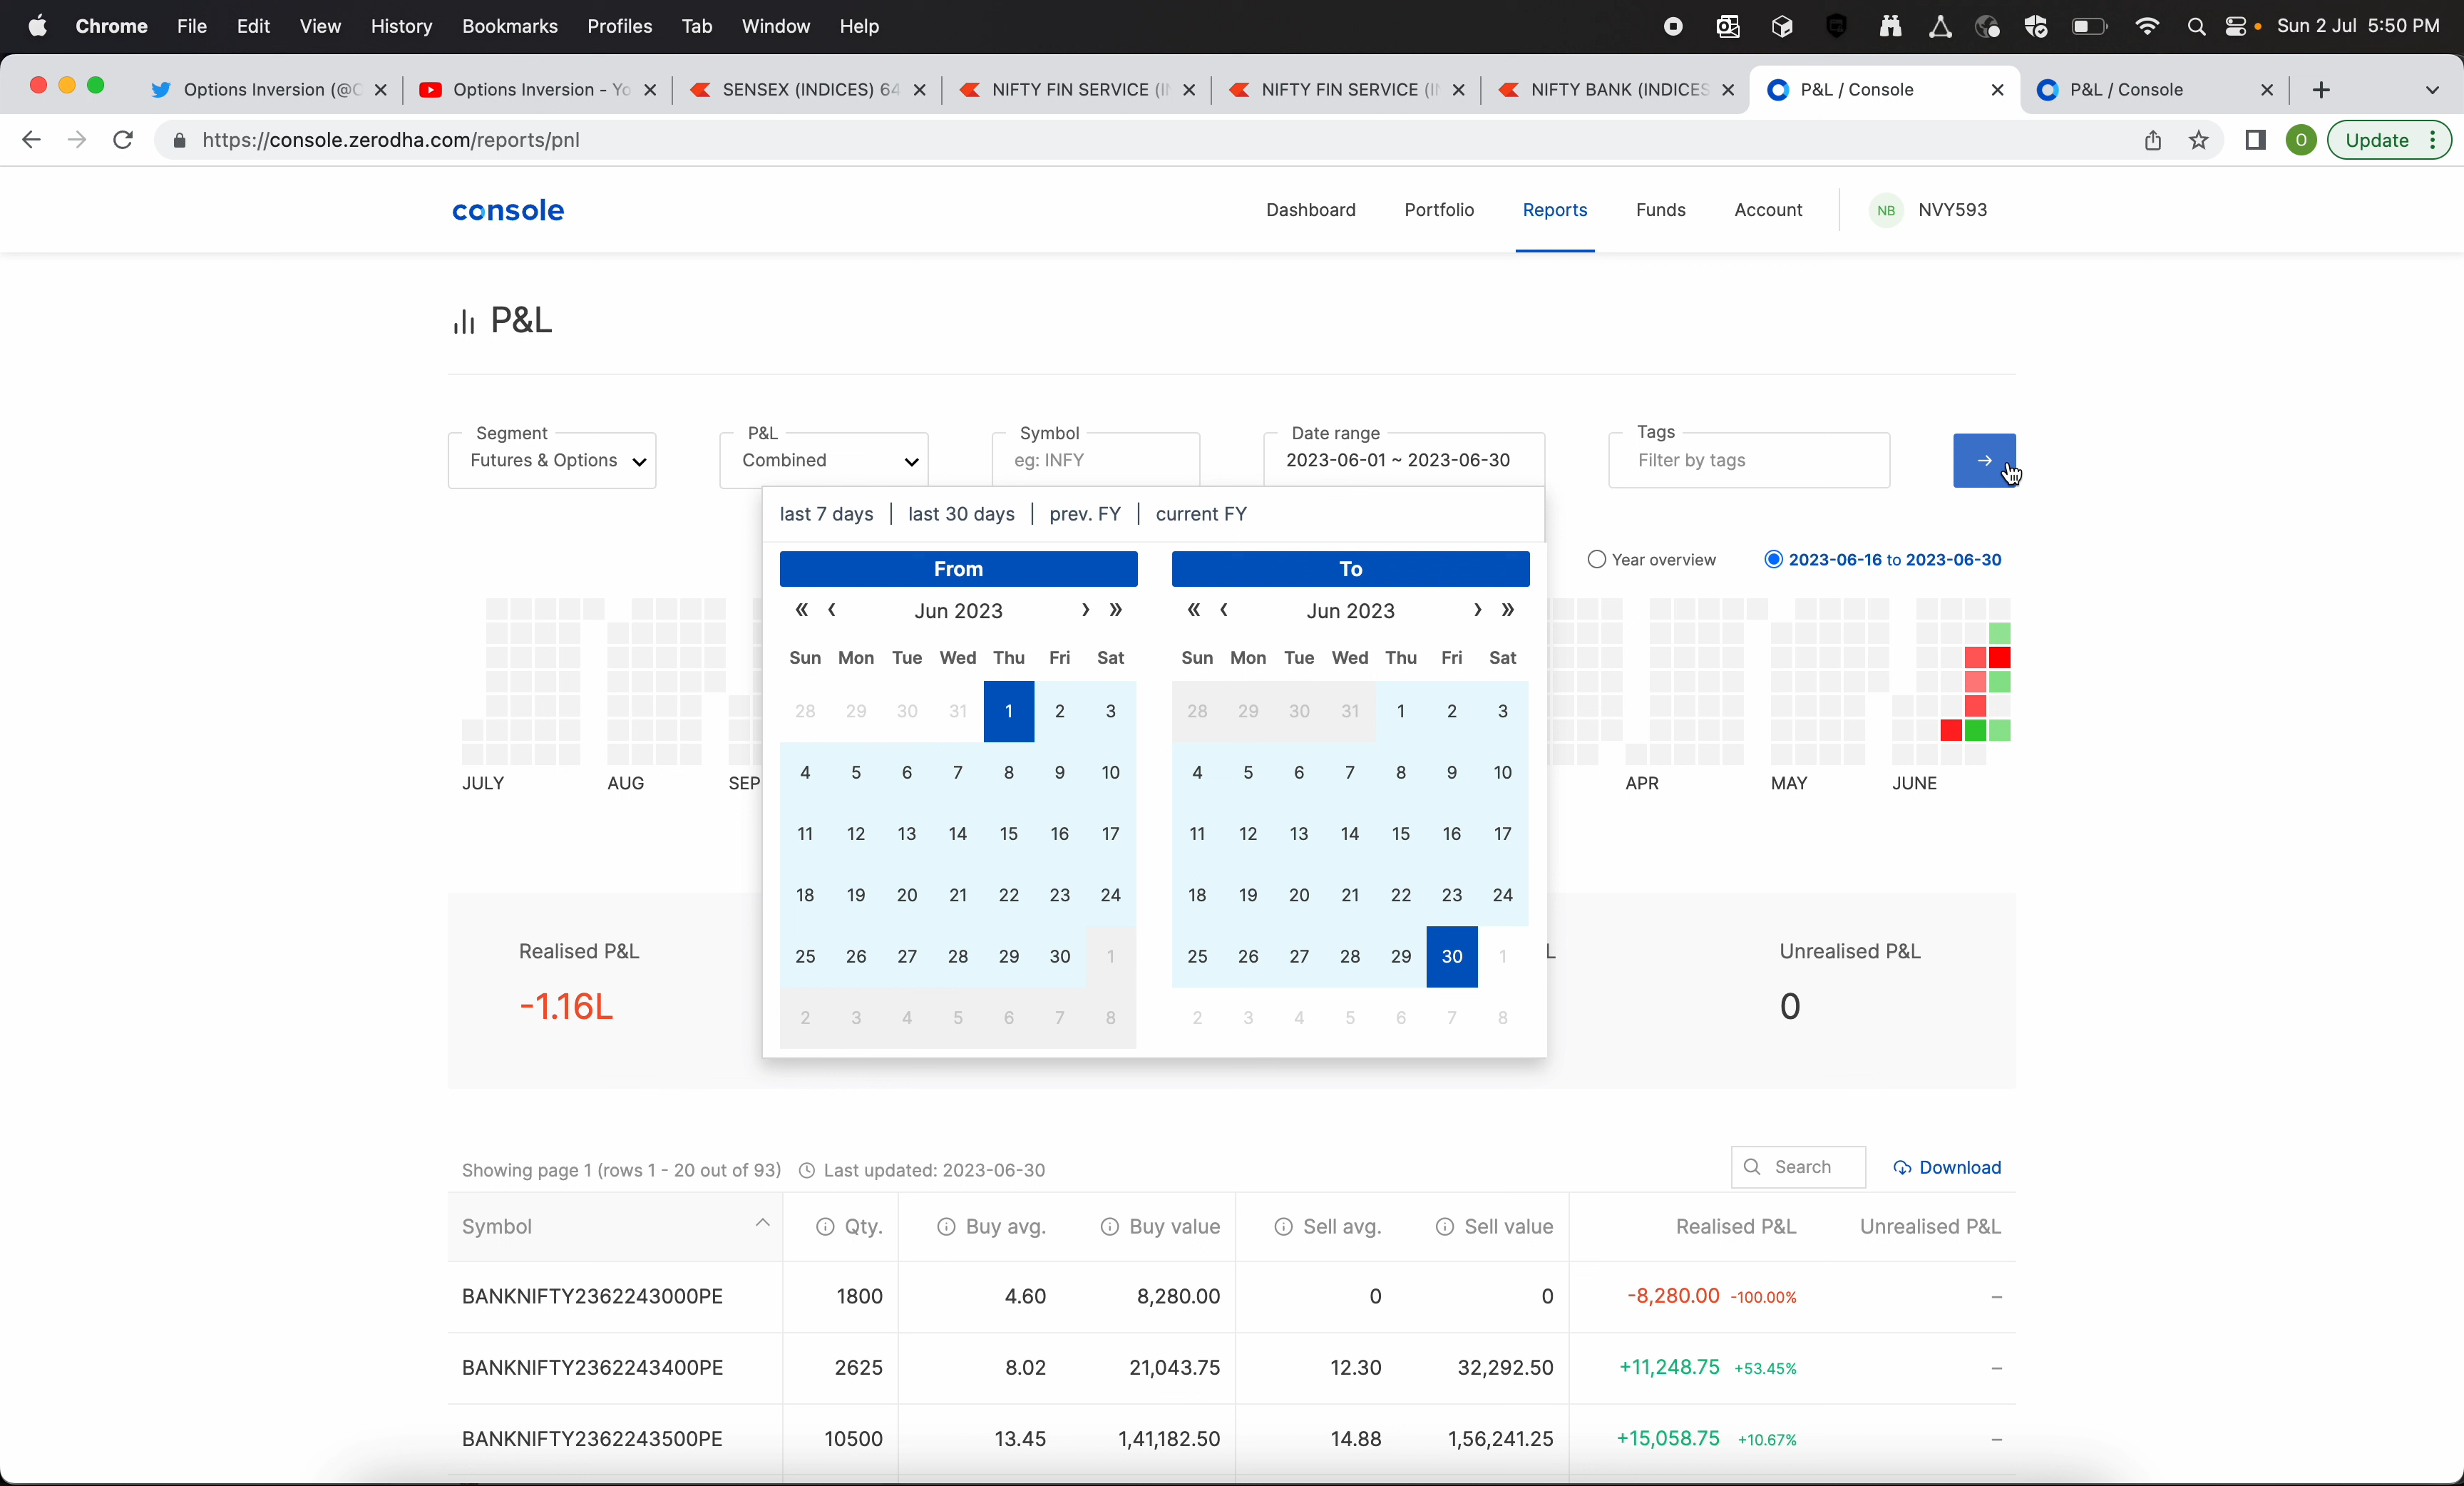 Chrome File Edit View History Bookmarks Profiles Tab Window Help Sun 2 Jul 5:50 PM
Options Inversion (@ Options Inversion - Yo SENSEX (INDICES) 64 NIFTY FIN SERVICE (I NIFTY FIN SERVICE (I NIFTY BANK (INDICES P&L / Console P&L / Console
https://console.zerodha.com/reports/pnl O Update
console Dashboard Portfolio Reports Funds Account NB NVY593
P&L
Segment P&L Symbol Date range Tags
Futures & Options Combined eg: INFY 2023-06-01 ~ 2023-06-30 Filter by tags
last 7 days | last 30 days | prev. FY | current FY
Year overview 2023-06-16 to 2023-06-30
From To
« ‹ Jun 2023 › » « ‹ Jun 2023 › »
Sun Mon Tue Wed Thu Fri Sat Sun Mon Tue Wed Thu Fri Sat
28 29 30 31 1 2 3 28 29 30 31 1 2 3
4 5 6 7 8 9 10 4 5 6 7 8 9 10
JULY AUG SEP APR MAY JUNE
11 12 13 14 15 16 17 11 12 13 14 15 16 17
18 19 20 21 22 23 24 18 19 20 21 22 23 24
25 26 27 28 29 30 1 25 26 27 28 29 30 1
2 3 4 5 6 7 8 2 3 4 5 6 7 8
Realised P&L L Unrealised P&L
-1.16L 0
Showing page 1 (rows 1 - 20 out of 93) Last updated: 2023-06-30 Search Download
Symbol Qty. Buy avg. Buy value Sell avg. Sell value Realised P&L Unrealised P&L
BANKNIFTY2362243000PE 1800 4.60 8,280.00 0 0 -8,280.00 -100.00% –
BANKNIFTY2362243400PE 2625 8.02 21,043.75 12.30 32,292.50 +11,248.75 +53.45% –
BANKNIFTY2362243500PE 10500 13.45 1,41,182.50 14.88 1,56,241.25 +15,058.75 +10.67% –